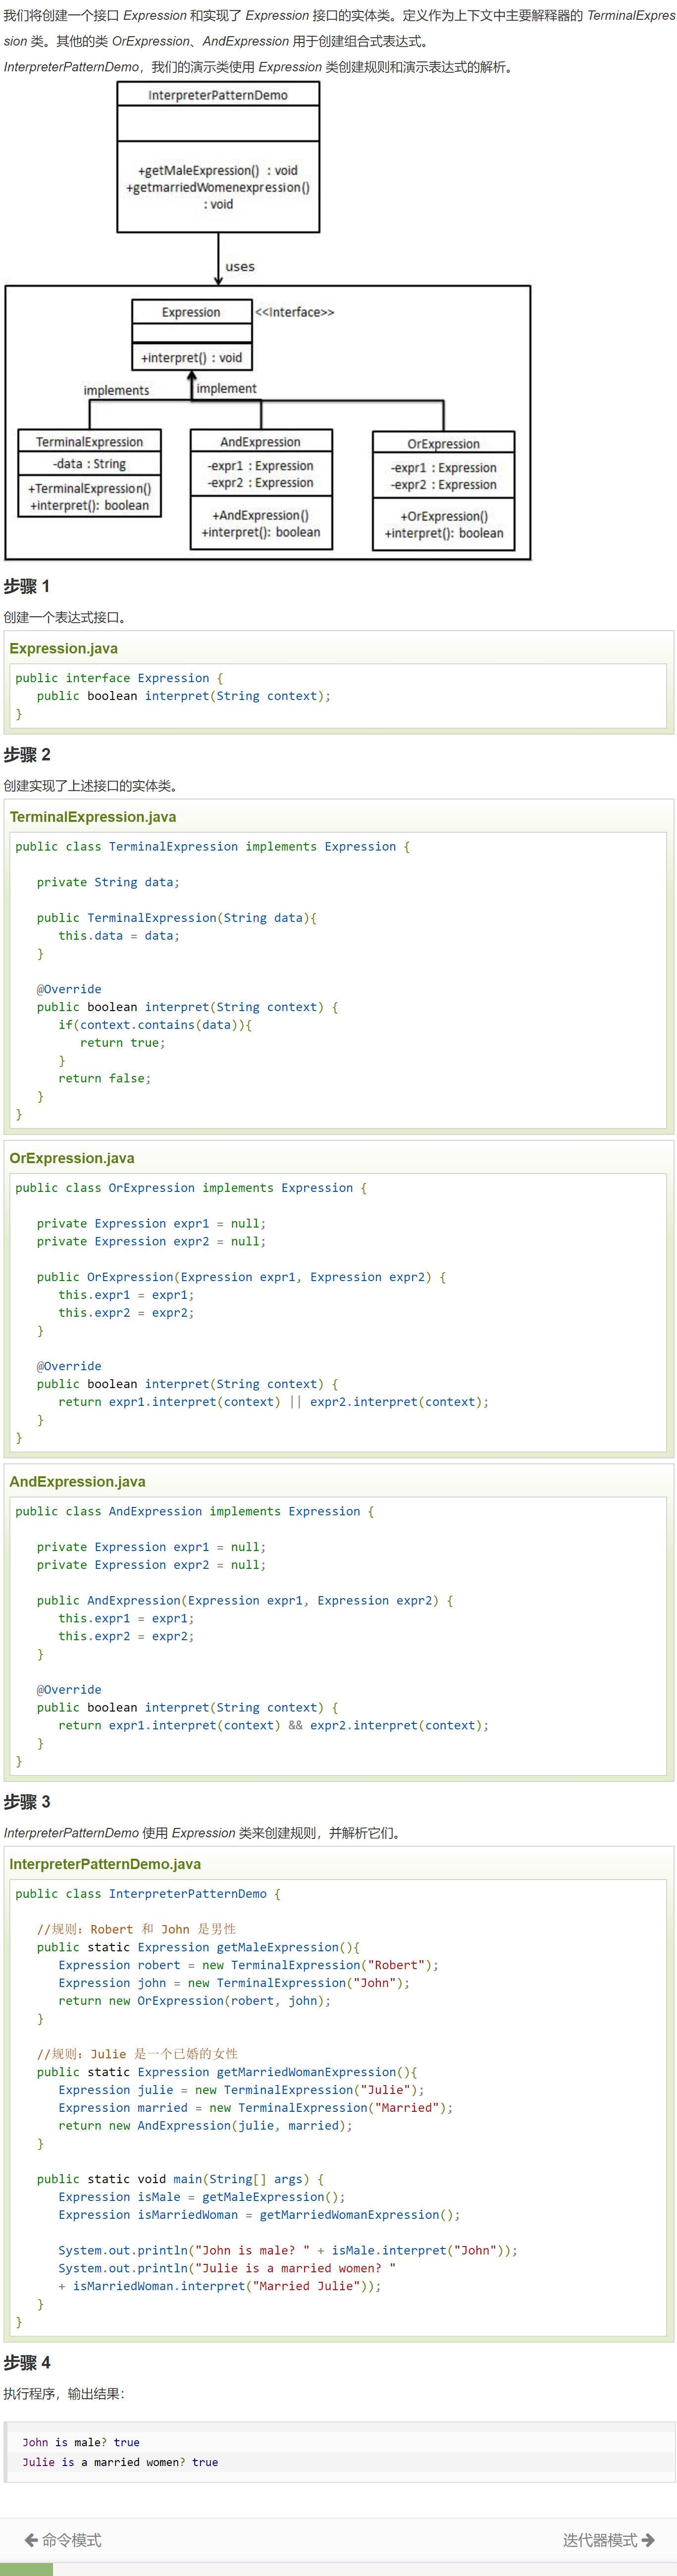 我们将创建一个接口 Expression 和实现了 Expression 接口的实体类。定义作为上下文中主要解释器的 TerminalExpres
sion 类。其他的类 OrExpression、AndExpression 用于创建组合式表达式。
InterpreterPatternDemo，我们的演示类使用 Expression 类创建规则和演示表达式的解析。
InterpreterPatternDemo
+getMaleExpression() : void
+getmarriedWomenexpression()
: void
uses
Expression
<<Interface>>
+interpret() : void
implements
implement
TerminalExpression
-data : String
+TerminalExpression()
+interpret(): boolean
AndExpression
-expr1 : Expression
-expr2 : Expression
+AndExpression()
+interpret(): boolean
OrExpression
-expr1 : Expression
-expr2 : Expression
+OrExpression()
+interpret(): boolean
步骤 1
创建一个表达式接口。
Expression.java
public interface Expression {
   public boolean interpret(String context);
}
步骤 2
创建实现了上述接口的实体类。
TerminalExpression.java
public class TerminalExpression implements Expression {
   private String data;
   public TerminalExpression(String data){
      this.data = data;
   }
   @Override
   public boolean interpret(String context) {
      if(context.contains(data)){
         return true;
      }
      return false;
   }
}
OrExpression.java
public class OrExpression implements Expression {
   private Expression expr1 = null;
   private Expression expr2 = null;
   public OrExpression(Expression expr1, Expression expr2) {
      this.expr1 = expr1;
      this.expr2 = expr2;
   }
   @Override
   public boolean interpret(String context) {
      return expr1.interpret(context) || expr2.interpret(context);
   }
}
AndExpression.java
public class AndExpression implements Expression {
   private Expression expr1 = null;
   private Expression expr2 = null;
   public AndExpression(Expression expr1, Expression expr2) {
      this.expr1 = expr1;
      this.expr2 = expr2;
   }
   @Override
   public boolean interpret(String context) {
      return expr1.interpret(context) && expr2.interpret(context);
   }
}
步骤 3
InterpreterPatternDemo 使用 Expression 类来创建规则，并解析它们。
InterpreterPatternDemo.java
public class InterpreterPatternDemo {
   //规则：Robert 和 John 是男性
   public static Expression getMaleExpression(){
      Expression robert = new TerminalExpression("Robert");
      Expression john = new TerminalExpression("John");
      return new OrExpression(robert, john);
   }
   //规则：Julie 是一个已婚的女性
   public static Expression getMarriedWomanExpression(){
      Expression julie = new TerminalExpression("Julie");
      Expression married = new TerminalExpression("Married");
      return new AndExpression(julie, married);
   }
   public static void main(String[] args) {
      Expression isMale = getMaleExpression();
      Expression isMarriedWoman = getMarriedWomanExpression();
      System.out.println("John is male? " + isMale.interpret("John"));
      System.out.println("Julie is a married women? "
      + isMarriedWoman.interpret("Married Julie"));
   }
}
步骤 4
执行程序，输出结果：
John is male? true
Julie is a married women? true
← 命令模式
迭代器模式 →